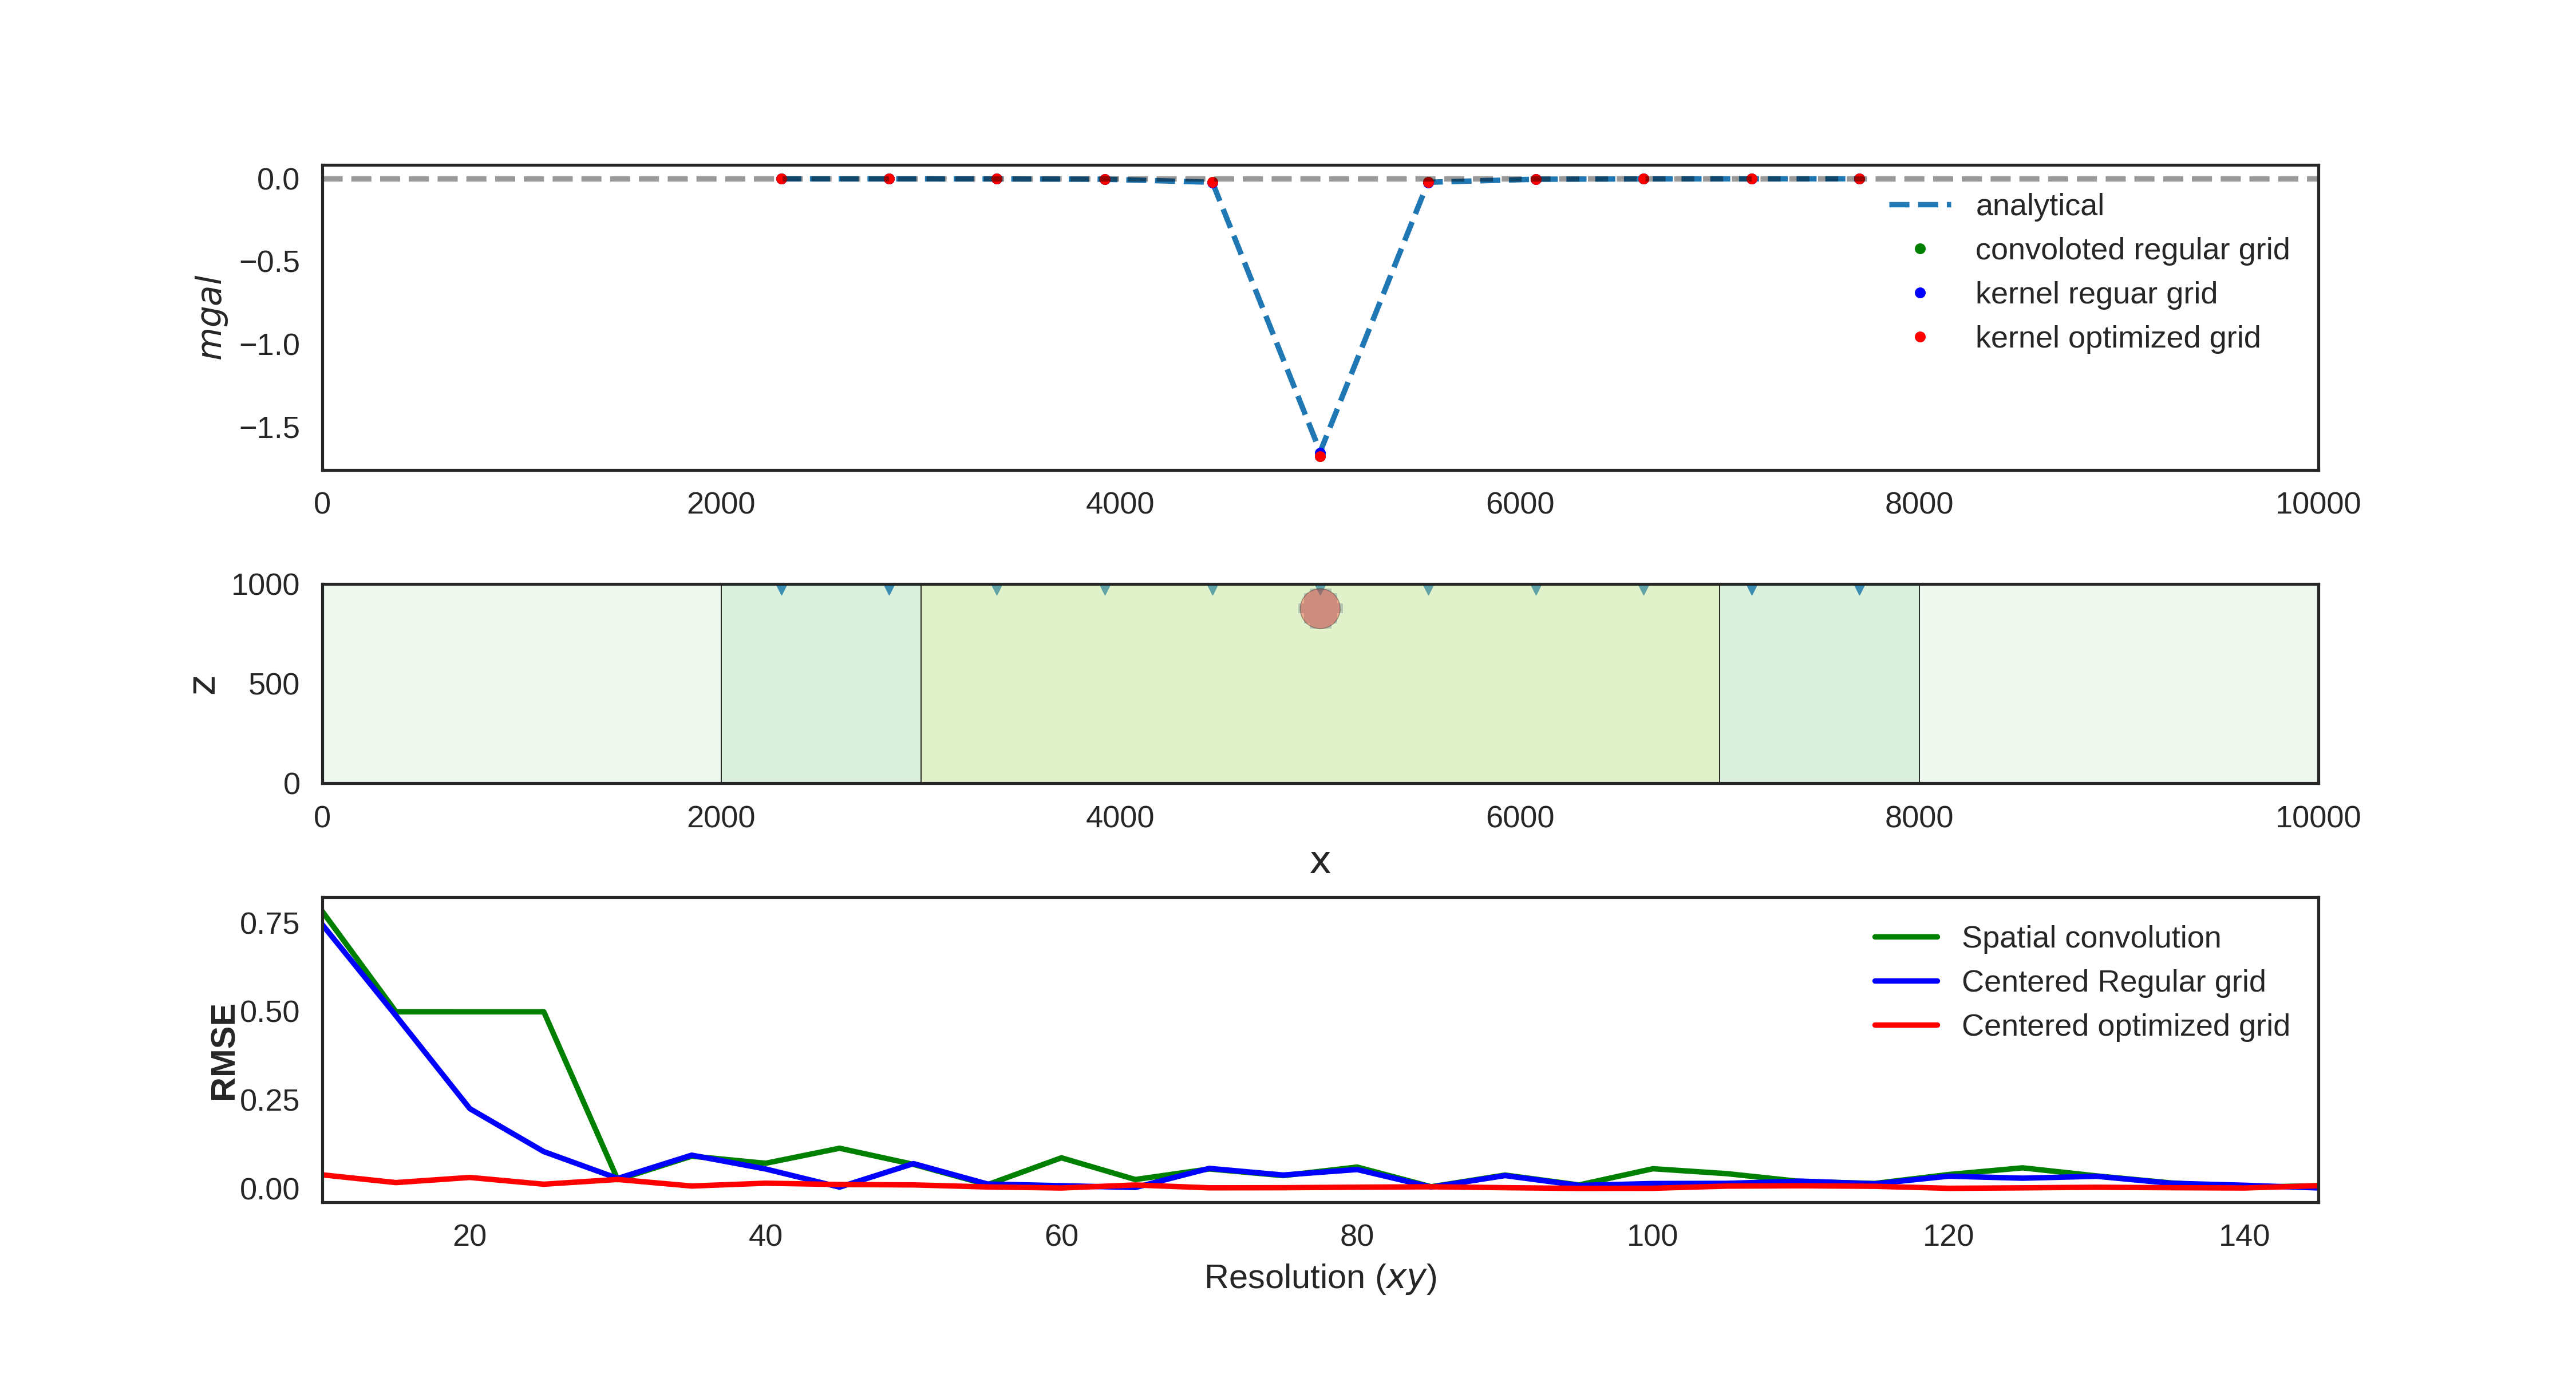 0.0
−0.5
−1.0
−1.5
mgal
analytical
convoloted regular grid
kernel reguar grid
kernel optimized grid
0 2000 4000 6000 8000 10000
1000
500
0
z
0 2000 4000 6000 8000 10000
x
0.75
0.50
0.25
0.00
RMSE
Spatial convolution
Centered Regular grid
Centered optimized grid
20 40 60 80 100 120 140
Resolution (xy)